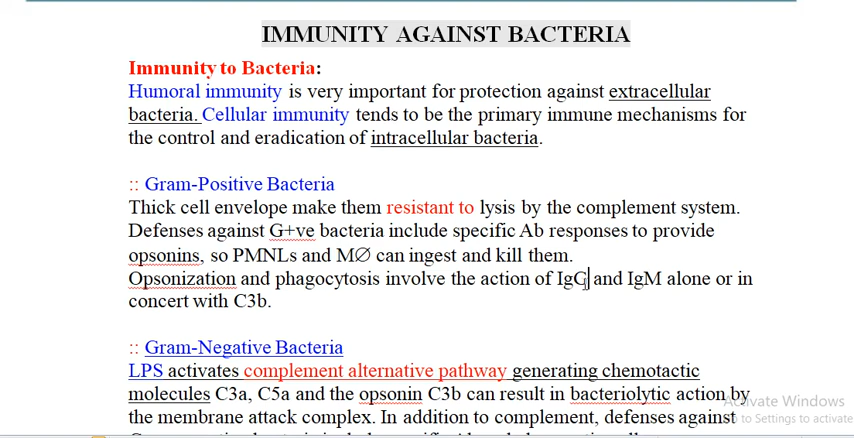 IMMUNITY AGAINST BACTERIA
Immunity to Bacteria:
Humoral immunity is very important for protection against extracellular
bacteria. Cellular immunity tends to be the primary immune mechanisms for
the control and eradication of intracellular bacteria.
:: Gram-Positive Bacteria
Thick cell envelope make them resistant to lysis by the complement system.
Defenses against G+ve bacteria include specific Ab responses to provide
opsonins, so PMNLs and MØ can ingest and kill them.
Opsonization and phagocytosis involve the action of IgG and IgM alone or in
concert with C3b.
:: Gram-Negative Bacteria
LPS activates complement alternative pathway generating chemotactic
molecules C3a, C5a and the opsonin C3b can result in bacteriolytic action by
the membrane attack complex. In addition to complement, defenses against
Activate Windows
Go to Settings to activate